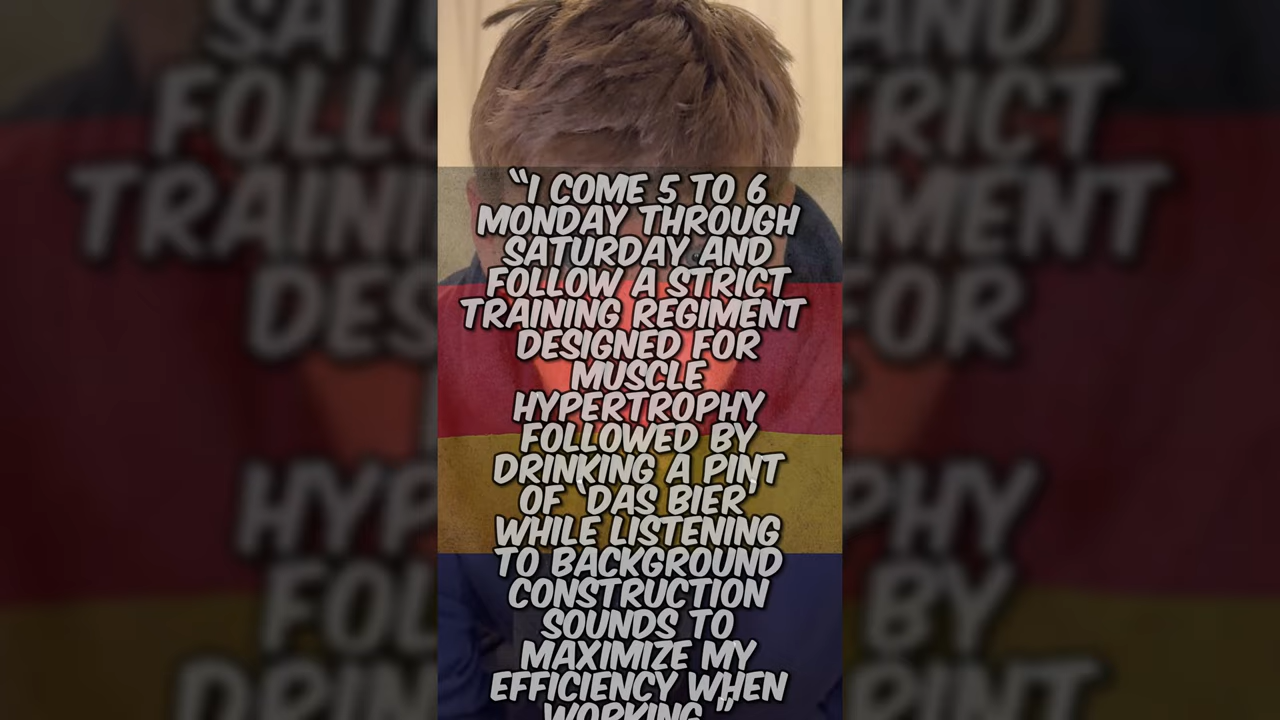 “I COME 5 TO 6
MONDAY THROUGH
SATURDAY AND
FOLLOW A STRICT
TRAINING REGIMENT
DESIGNED FOR
MUSCLE
HYPERTROPHY
FOLLOWED BY
DRINKING A PINT
OF ‘DAS BIER’
WHILE LISTENING
TO BACKGROUND
CONSTRUCTION
SOUNDS TO
MAXIMIZE MY
EFFICIENCY WHEN
WORKING.”